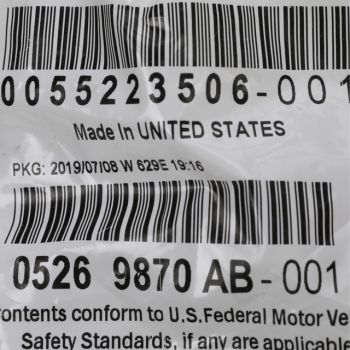 0055223506-001
Made In UNITED STATES
PKG: 2019/07/08 W 629E 19:16
0526 9870 AB-001
contents conform to U.S.Federal Motor Ve
Safety Standards, if any are applicable